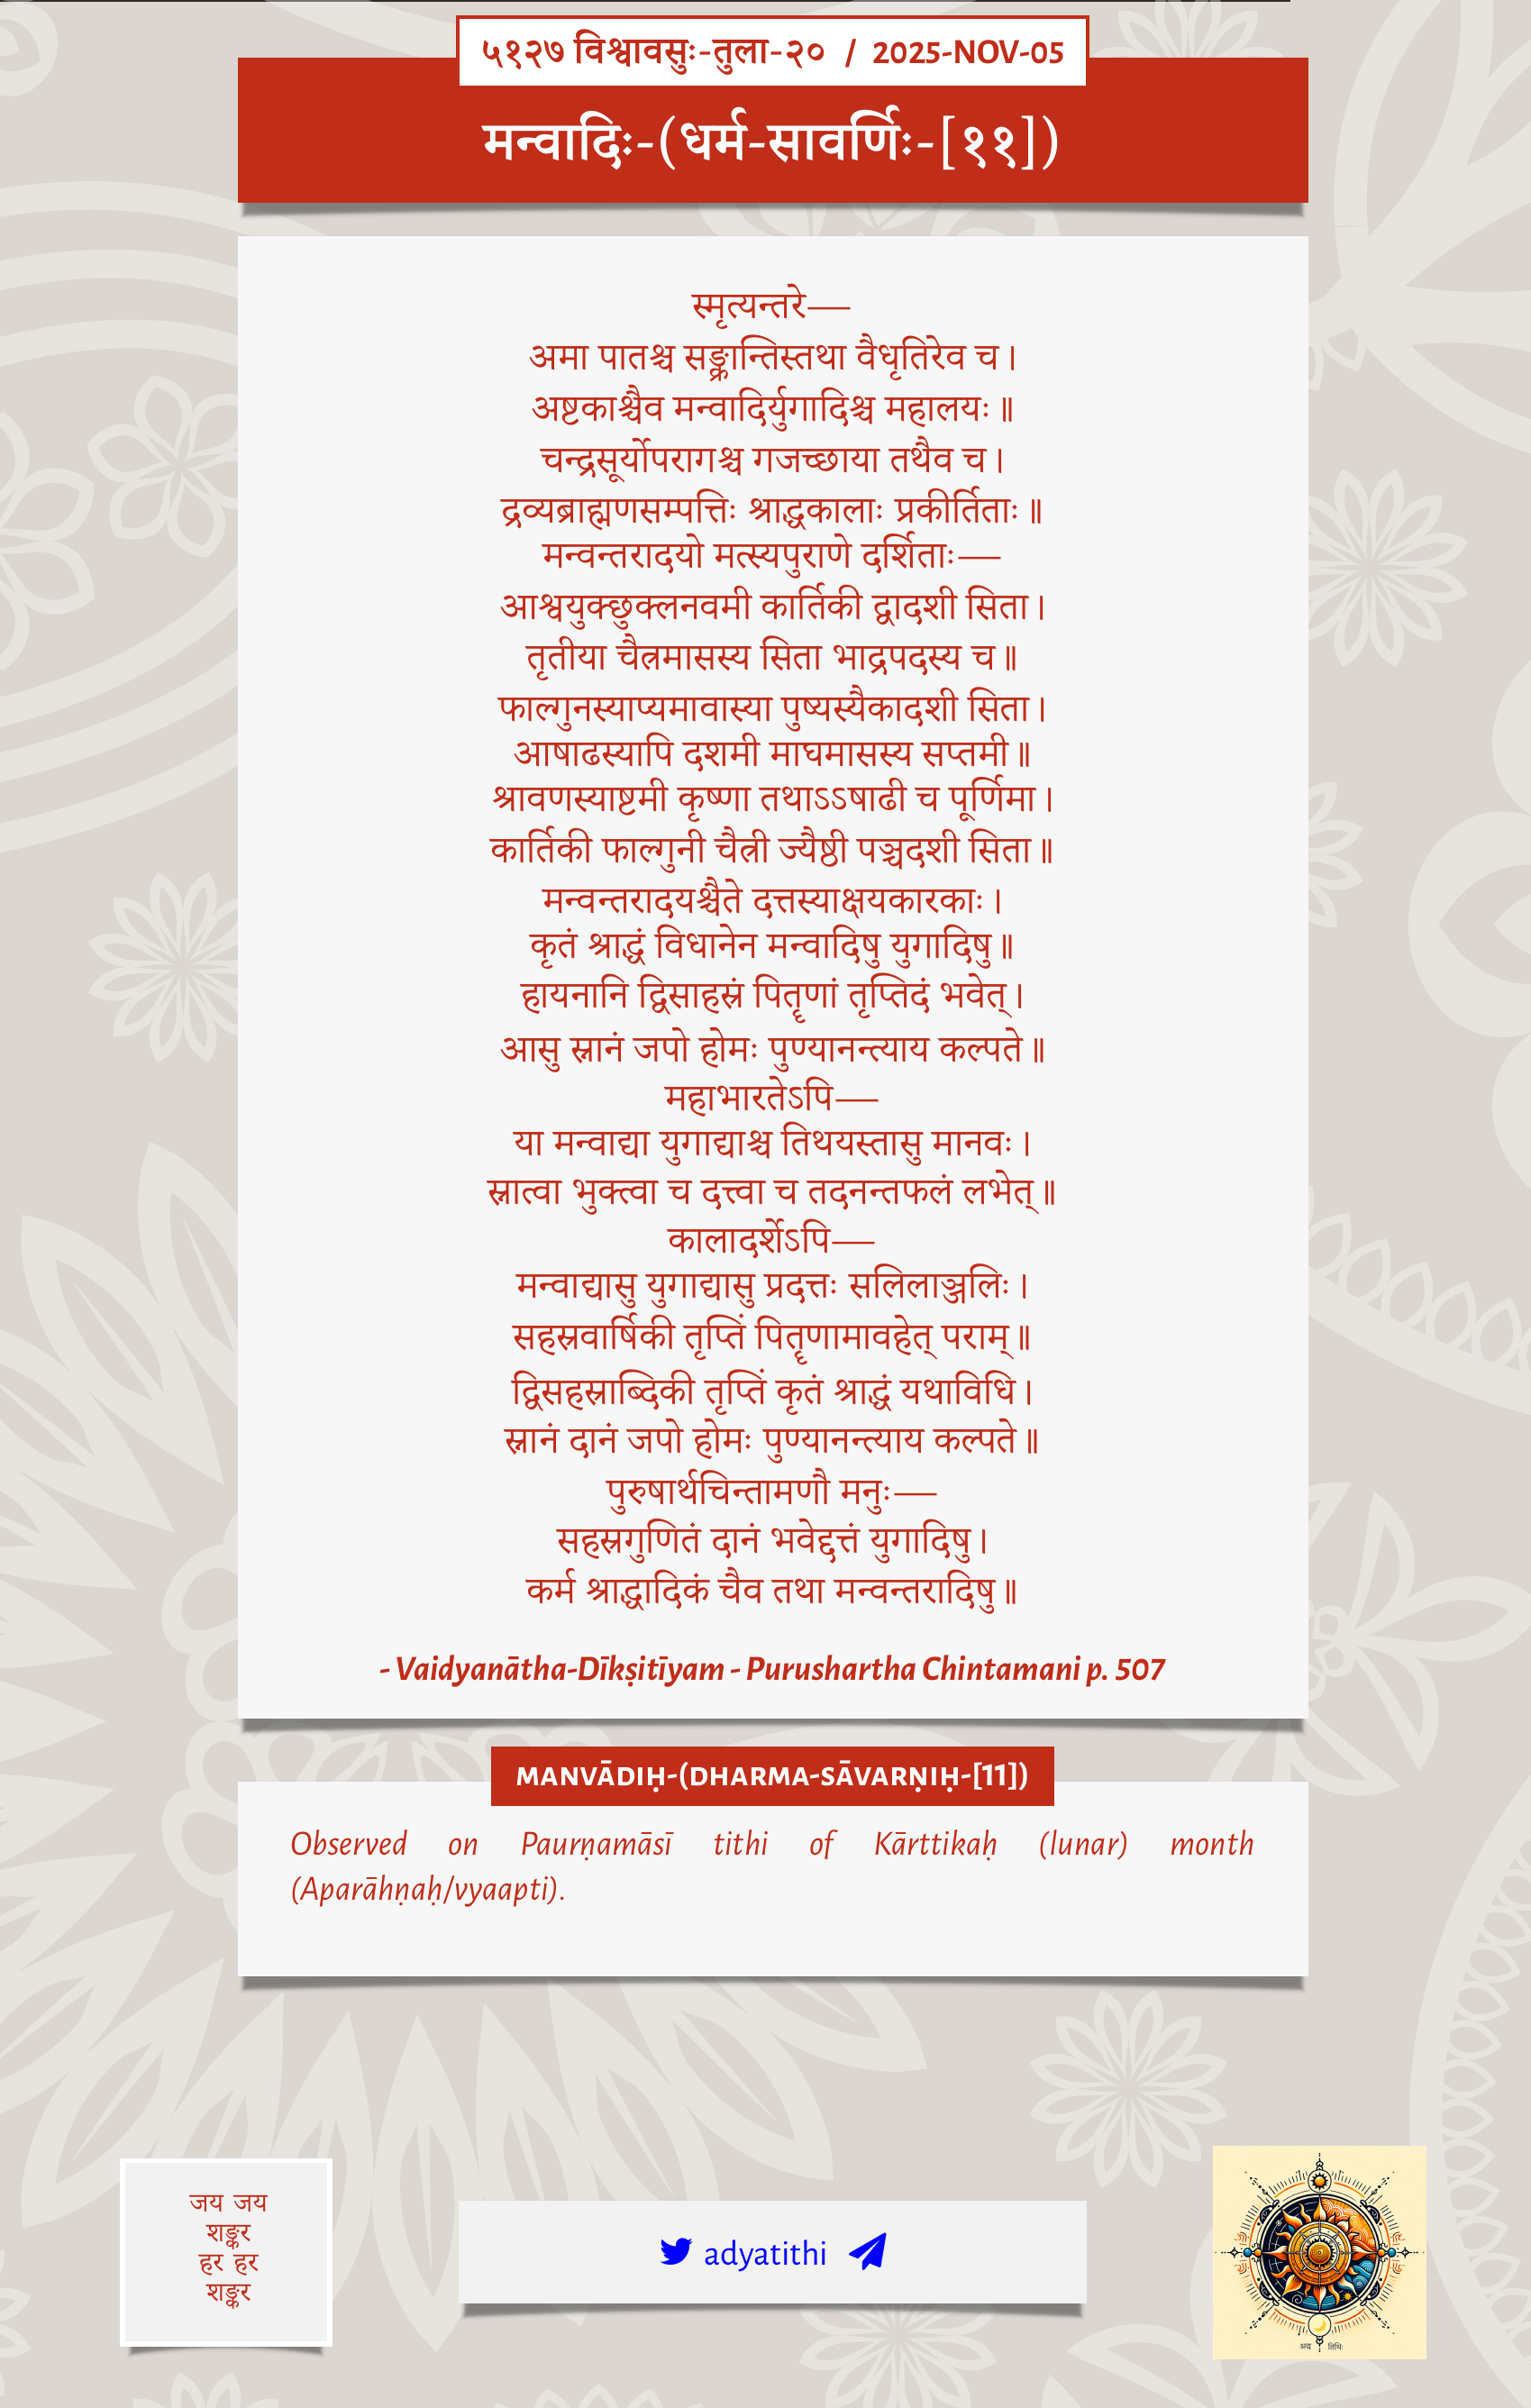 ५१२७ विश्वावसुः-तुला-२० / 2025-NOV-05
मन्वादिः-(धर्म-सावर्णिः-[११])
स्मृत्यन्तरे—
अमा पातश्च सङ्क्रान्तिस्तथा वैधृतिरेव च।
अष्टकाश्चैव मन्वादिर्युगादिश्च महालयः॥
चन्द्रसूर्योपरागश्च गजच्छाया तथैव च।
द्रव्यब्राह्मणसम्पत्तिः श्राद्धकालाः प्रकीर्तिताः॥
मन्वन्तरादयो मत्स्यपुराणे दर्शिताः—
आश्वयुक्छुक्लनवमी कार्तिकी द्वादशी सिता।
तृतीया चैत्रमासस्य सिता भाद्रपदस्य च॥
फाल्गुनस्याप्यमावास्या पुष्यस्यैकादशी सिता।
आषाढस्यापि दशमी माघमासस्य सप्तमी॥
श्रावणस्याष्टमी कृष्णा तथाऽऽषाढी च पूर्णिमा।
कार्तिकी फाल्गुनी चैत्री ज्यैष्ठी पञ्चदशी सिता॥
मन्वन्तरादयश्चैते दत्तस्याक्षयकारकाः।
कृतं श्राद्धं विधानेन मन्वादिषु युगादिषु॥
हायनानि द्विसाहस्रं पितॄणां तृप्तिदं भवेत्।
आसु स्नानं जपो होमः पुण्यानन्त्याय कल्पते॥
महाभारतेऽपि—
या मन्वाद्या युगाद्याश्च तिथयस्तासु मानवः।
स्नात्वा भुक्त्वा च दत्त्वा च तदनन्तफलं लभेत्॥
कालादर्शेऽपि—
मन्वाद्यासु युगाद्यासु प्रदत्तः सलिलाञ्जलिः।
सहस्रवार्षिकी तृप्तिं पितॄणामावहेत् पराम्॥
द्विसहस्राब्दिकी तृप्तिं कृतं श्राद्धं यथाविधि।
स्नानं दानं जपो होमः पुण्यानन्त्याय कल्पते॥
पुरुषार्थचिन्तामणौ मनुः—
सहस्रगुणितं दानं भवेद्दत्तं युगादिषु।
कर्म श्राद्धादिकं चैव तथा मन्वन्तरादिषु॥
- Vaidyanātha-Dīkṣitīyam - Purushartha Chintamani p. 507
MANVĀDIḤ-(DHARMA-SĀVARṆIḤ-[11])
Observed on Paurṇamāsī tithi of Kārttikaḥ (lunar) month
(Aparāhṇaḥ/vyaapti).
जय जय
शङ्कर
हर हर
शङ्कर
adyatithi
अद्य तिथिः